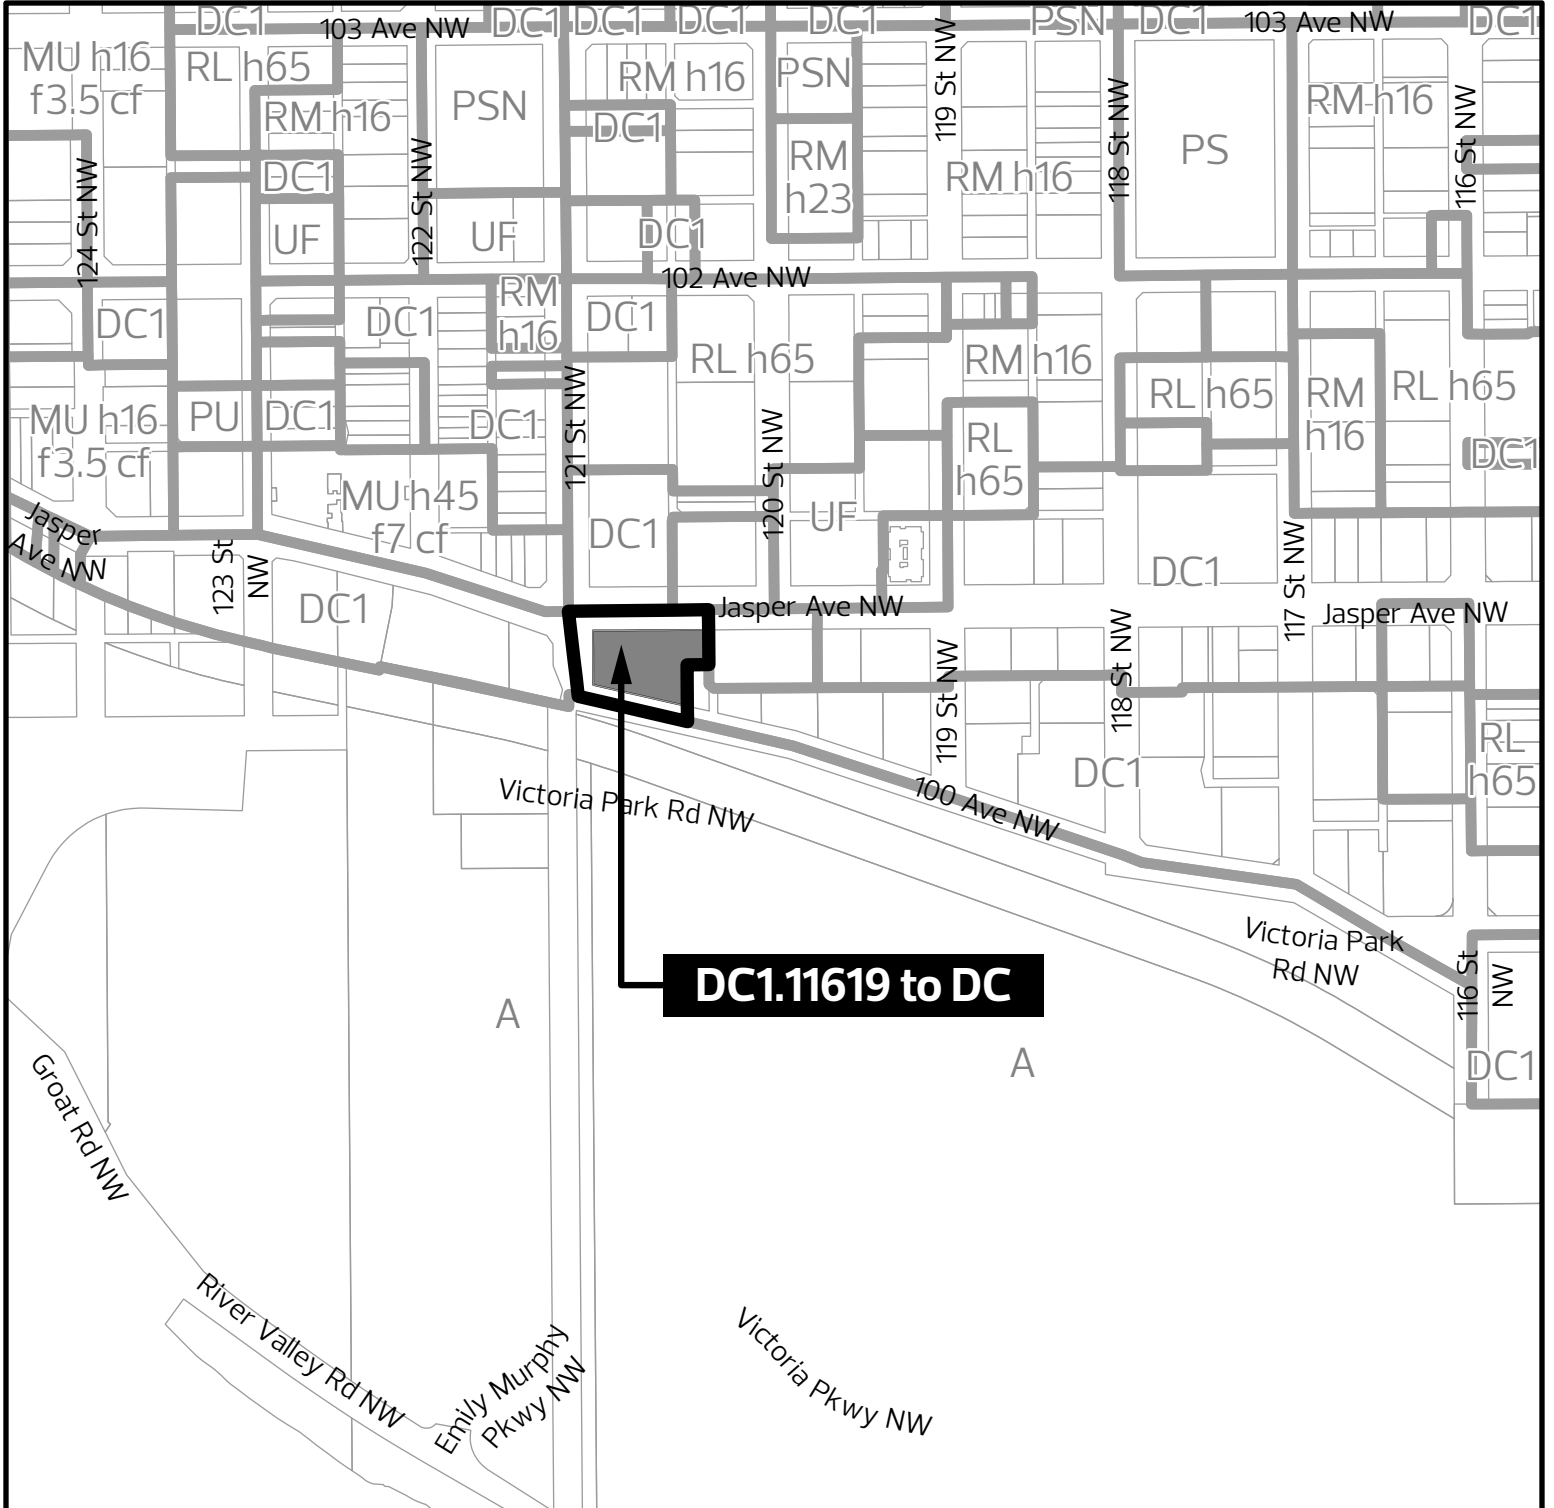 DC1
103 Ave NW
DC1
DC1
DC1
DC1
PSN
DC1
103 Ave NW
DC1
MU h16
f3.5 cf
RL h65
RM h16
PSN
RM h16
DC1
PSN
RM
h23
119 St NW
RM h16
118 St NW
PS
RM h16
116 St NW
124 St NW
DC1
UF
122 St NW
UF
DC1
102 Ave NW
DC1
DC1
RM
h16
DC1
RL h65
RM h16
RL h65
RM
h16
RL h65
MU h16
f3.5 cf
PU
DC1
DC1
121 St NW
120 St NW
RL
h65
DC1
MU h45
f7 cf
DC1
UF
DC1
117 St NW
Jasper
Ave NW
123 St
NW
DC1
Jasper Ave NW
Jasper Ave NW
119 St NW
118 St NW
DC1
RL
h65
Victoria Park Rd NW
100 Ave NW
Victoria Park
Rd NW
116 St
NW
DC1.11619 to DC
A
A
DC1
Groat Rd NW
River Valley Rd NW
Emily Murphy
Pkwy NW
Victoria Pkwy NW